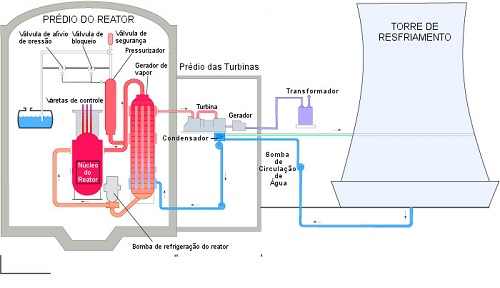 PRÉDIO DO REATOR
Válvula de alívio
de oressão
Válvula de
bloqueio
Válvula de
segurança
Pressurizador
Gerador de
vapor
Varetas de controle
Núcleo
do
Reator
Bomba de refrigeração do reator
Prédio das Turbinas
Turbina
Gerador
Condensador
Transformador
Bomba
de
Circulação
de
Água
TORRE DE
RESFRIAMENTO